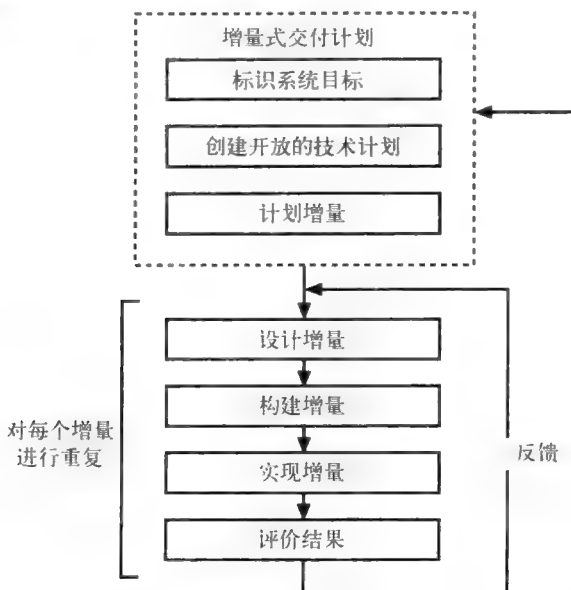 增量式交付计划
标识系统目标
创建开放的技术计划
计划增量
设计增量
构建增量
对每个增量
进行重复
反馈
实现增量
评价结果